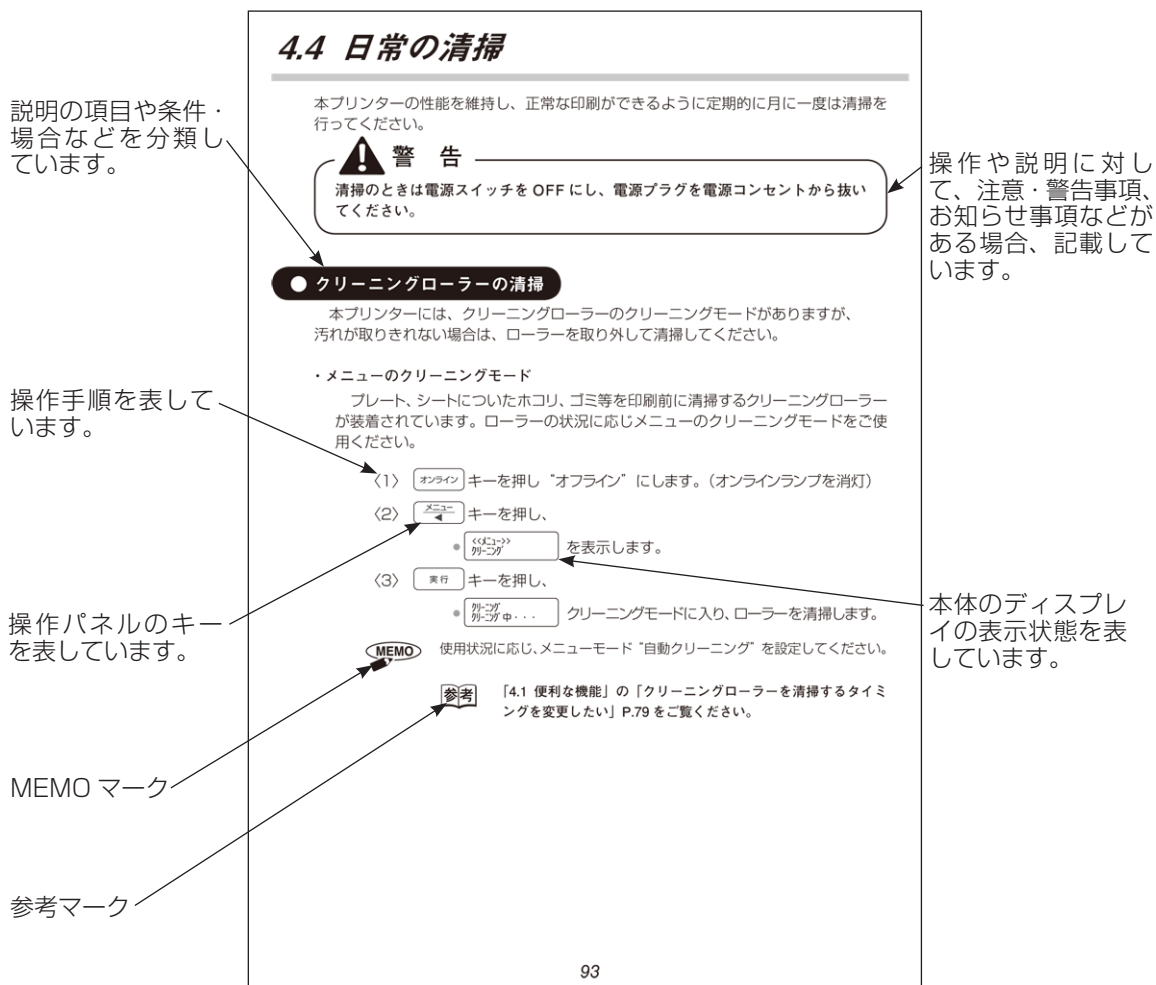 4.4 日常の清掃
本プリンターの性能を維持し、正常な印刷ができるように定期的に月に一度は清掃を
行ってください。
警 告
清掃のときは電源スイッチを OFF にし、電源プラグを電源コンセントから抜い
てください。
説明の項目や条件・
場合などを分類し
ています。
操作や説明に対し
て、注意・警告事項、
お知らせ事項などが
ある場合、記載して
います。
● クリーニングローラーの清掃
本プリンターには、クリーニングローラーのクリーニングモードがありますが、
汚れが取りきれない場合は、ローラーを取り外して清掃してください。
・メニューのクリーニングモード
プレート、シートについたホコリ、ゴミ等を印刷前に清掃するクリーニングローラー
が装着されています。ローラーの状況に応じメニューのクリーニングモードをご使
用ください。
操作手順を表して
います。
〈1〉 オンライン キーを押し “オフライン” にします。（オンラインランプを消灯）
〈2〉 メニュー ◀ キーを押し、
● <<メニュー>>
クリーニング を表示します。
〈3〉 実行 キーを押し、
● クリーニング
クリーニング中・・・ クリーニングモードに入り、ローラーを清掃します。
操作パネルのキー
を表しています。
本体のディスプレ
イの表示状態を表
しています。
MEMO 使用状況に応じ、メニューモード “自動クリーニング” を設定してください。
参考 「4.1 便利な機能」の「クリーニングローラーを清掃するタイミ
ングを変更したい」P.79 をご覧ください。
MEMO マーク
参考マーク
93